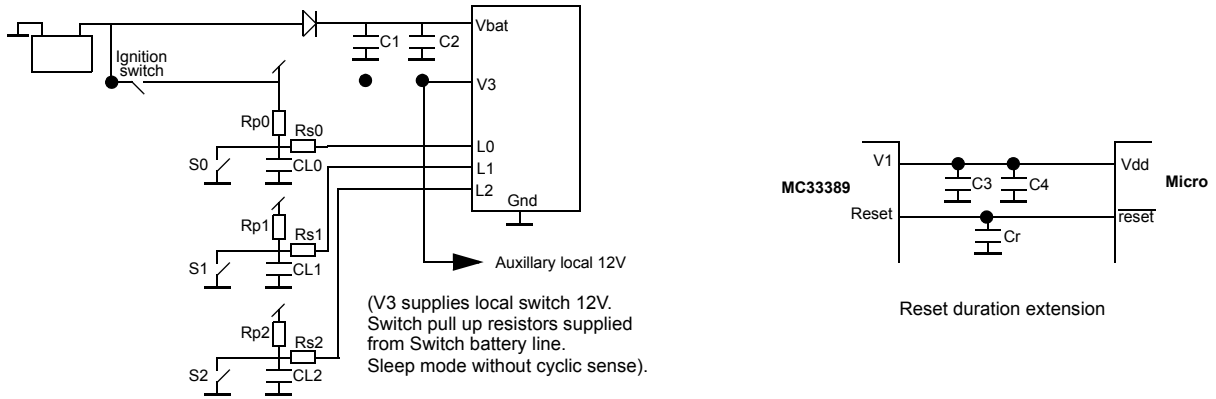 Vbat
C1
C2
Ignition
switch
V3
Rp0
Rs0
S0
CL0
L0
L1
L2
Gnd
Rp1
Rs1
S1
CL1
Auxillary local 12V
Rp2
Rs2
S2
CL2
(V3 supplies local switch 12V.
Switch pull up resistors supplied
from Switch battery line.
Sleep mode without cyclic sense).
V1
Vdd
C3
C4
MC33389
Micro
Reset
reset
Cr
Reset duration extension